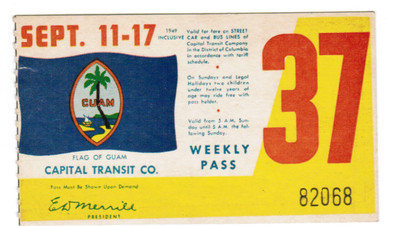 SEPT. 11-17
1949
INCLUSIVE
Valid for fare on STREET
CAR and BUS LINES of
Capital Transit Company
in the District of Columbia
in accordance with tariff
schedule.
On Sundays and Legal
Holidays two children
under twelve years of
age may ride free with
pass holder.
Valid from 5 A.M. Sun-
day until 5 A.M. the fol-
lowing Sunday.
37
GUAM
FLAG OF GUAM
CAPITAL TRANSIT CO.
WEEKLY
PASS
Pass Must Be Shown Upon Demand
EDMerrill
PRESIDENT
82068